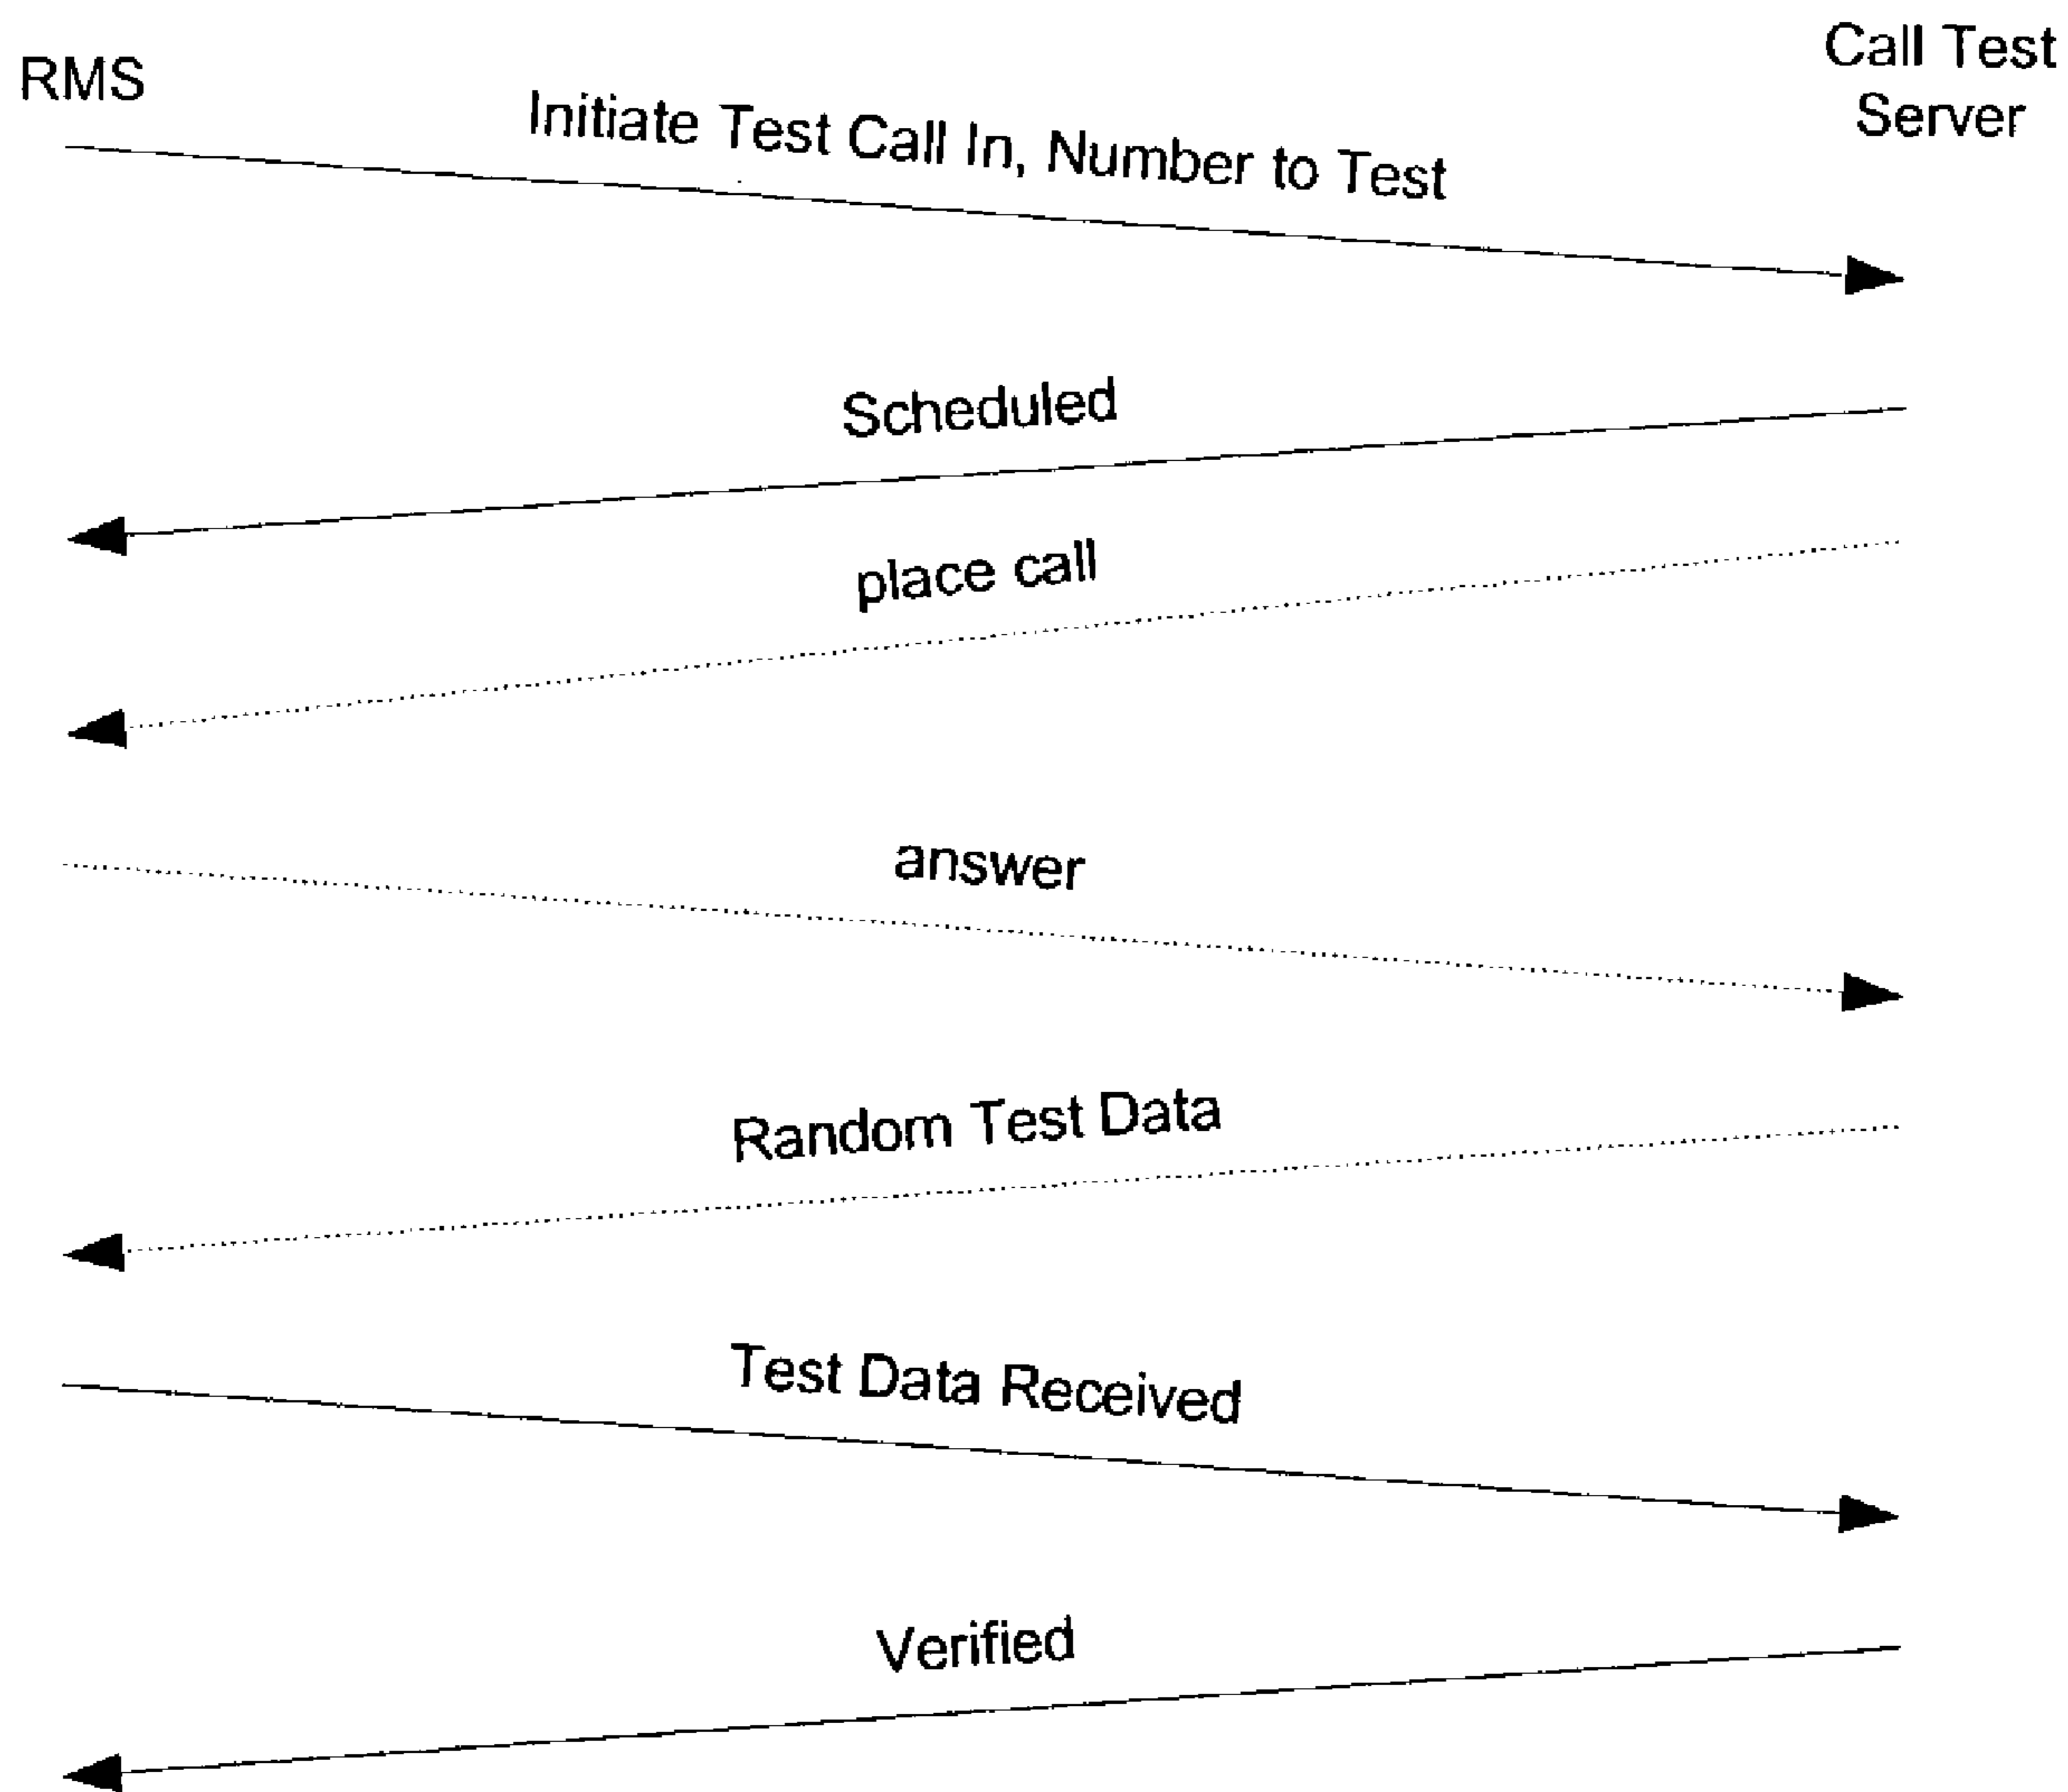 RMS
Call Test
Server
Initiate Test Call In, Number to Test
Scheduled
place call
answer
Random Test Data
Test Data Received
Verified